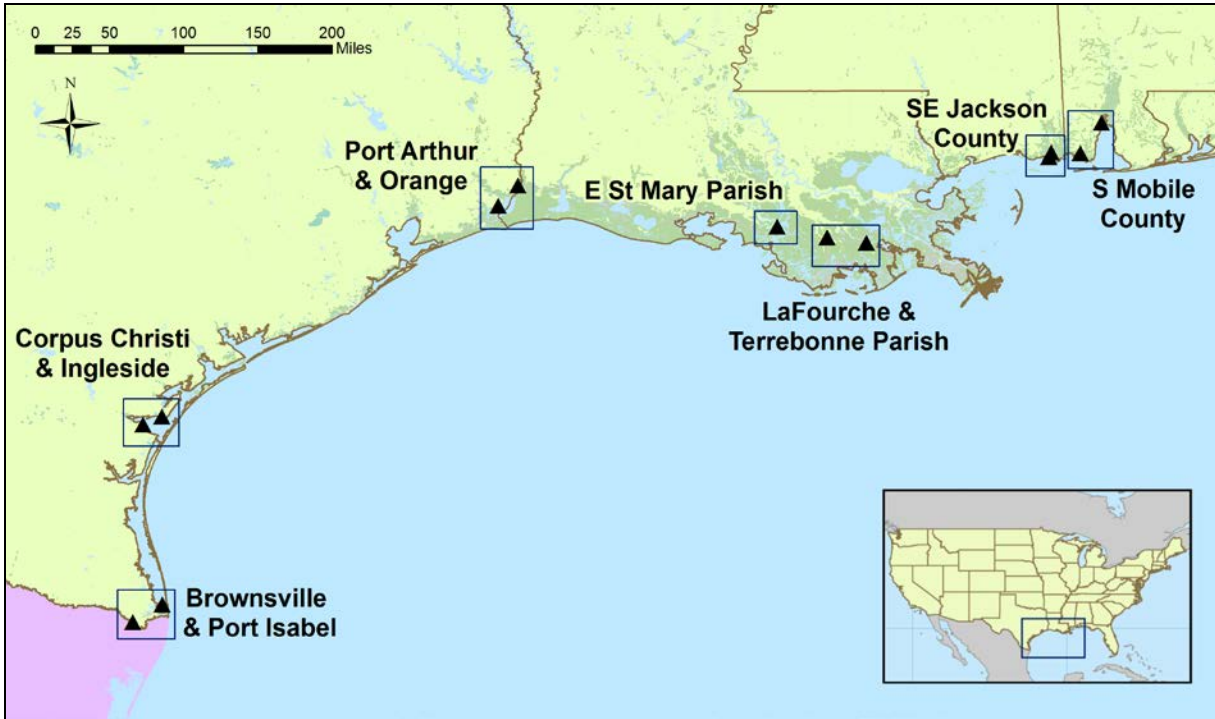 0 25 50 100 150 200
Miles
N
SE Jackson
County
Port Arthur
& Orange
E St Mary Parish
S Mobile
County
LaFourche &
Terrebonne Parish
Corpus Christi
& Ingleside
Brownsville
& Port Isabel